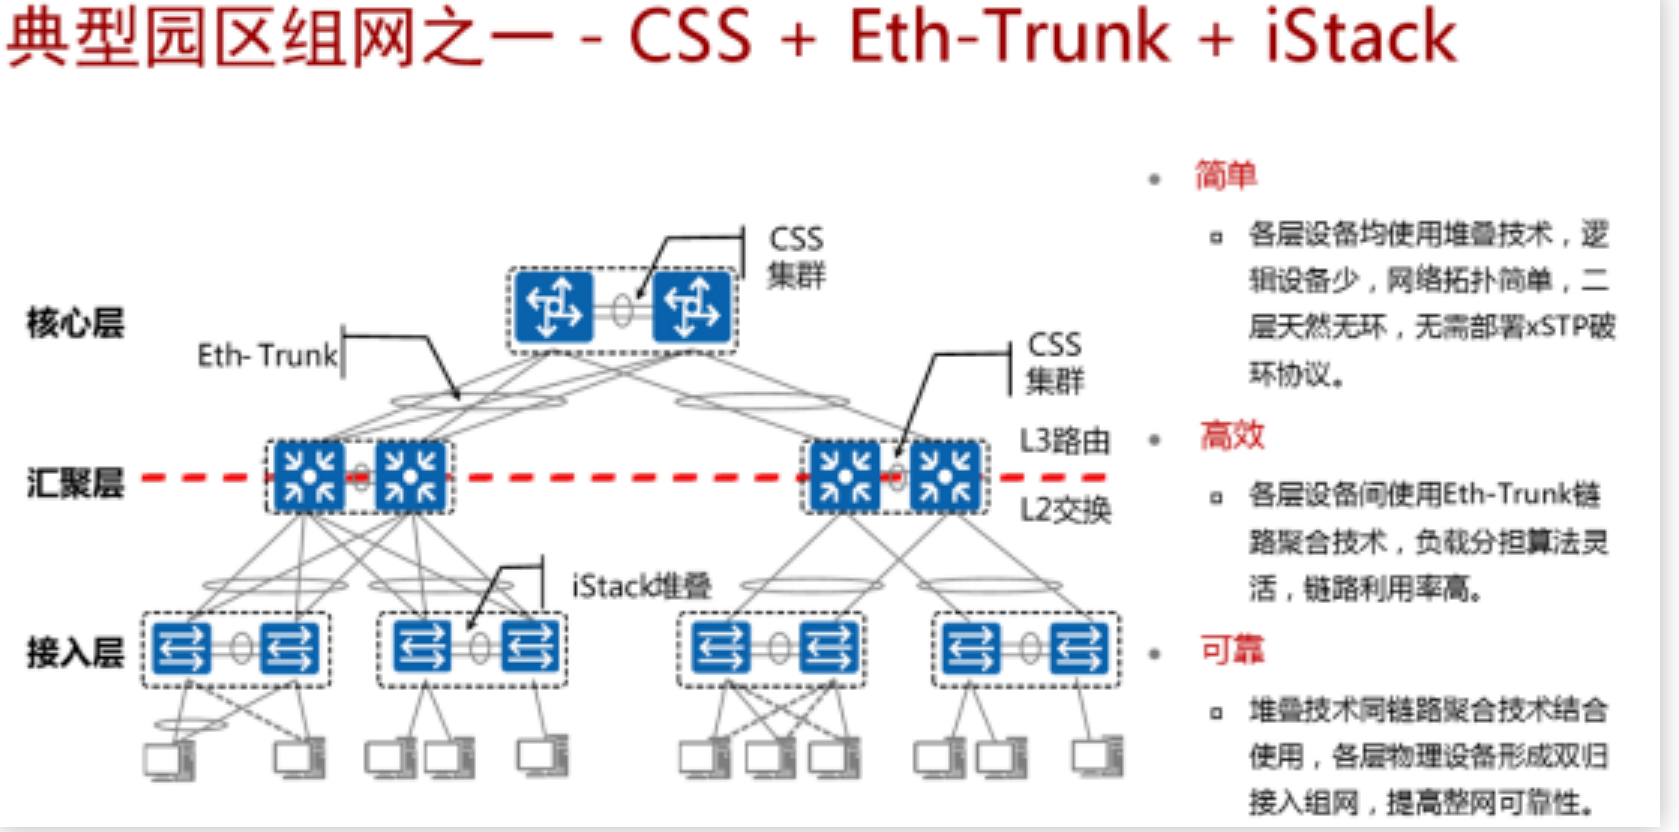 典型园区组网之一 - CSS + Eth-Trunk + iStack
CSS
集群
核心层
Eth- Trunk
CSS
集群
L3路由
汇聚层
L2交换
iStack堆叠
接入层
• 简单
▫ 各层设备均使用堆叠技术，逻
辑设备少，网络拓扑简单，二
层天然无环，无需部署xSTP破
环协议。
• 高效
▫ 各层设备间使用Eth-Trunk链
路聚合技术，负载分担算法灵
活，链路利用率高。
• 可靠
▫ 堆叠技术同链路聚合技术结合
使用，各层物理设备形成双归
接入组网，提高整网可靠性。